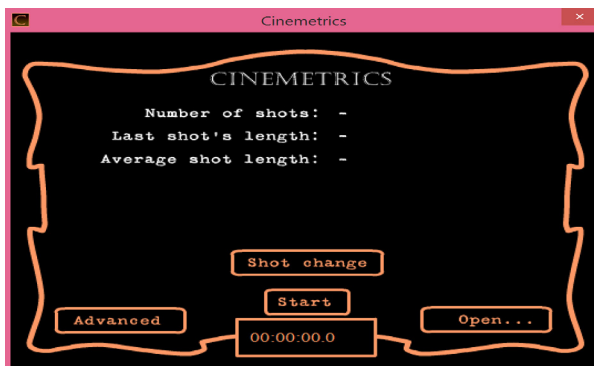 Cinemetrics
CINEMETRICS
Number of shots: -
Last shot's length: -
Average shot length: -
Shot change
Start
Advanced
Open...
00:00:00.0